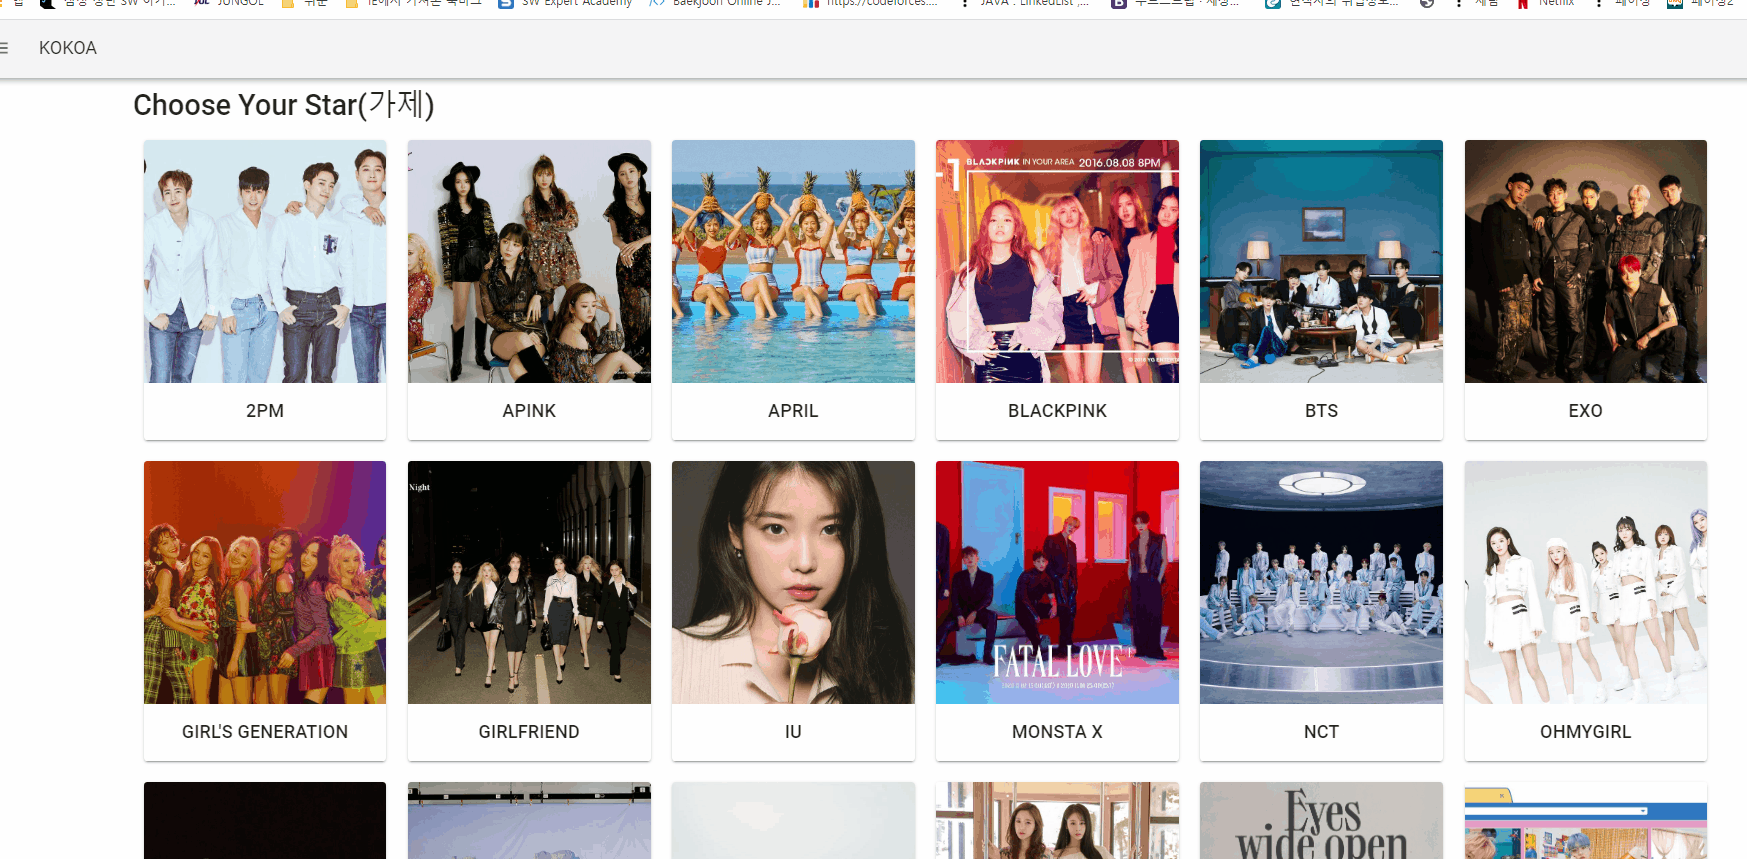 JUNGOL
SW Expert Academy
Baekjoon Online J...
https://codeforces....
JAVA : LinkedList ,...
Netflix
KOKOA
Choose Your Star(가제)
BLACKPINK IN YOUR AREA 2016.08.08 8PM
2PM
APINK
APRIL
BLACKPINK
BTS
EXO
Night
FATAL LOVE
GIRL'S GENERATION
GIRLFRIEND
IU
MONSTA X
NCT
OHMYGIRL
Eyes
wide open